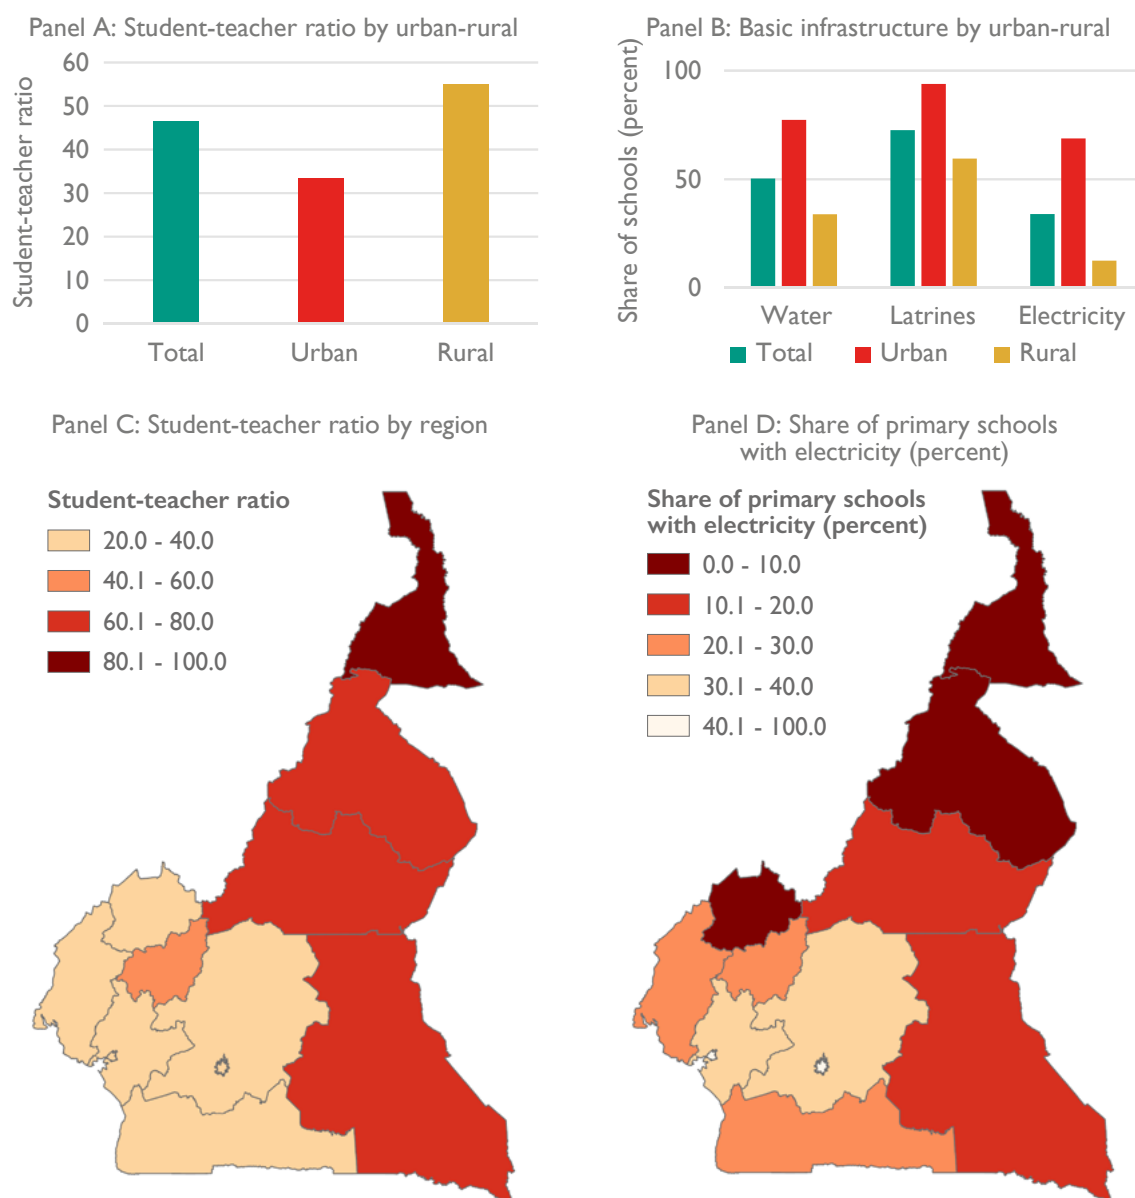 Panel A: Student-teacher ratio by urban-rural
Student-teacher ratio
60
50
40
30
20
10
0
Total
Urban
Rural
Panel B: Basic infrastructure by urban-rural
Share of schools (percent)
100
50
0
Water
Latrines
Electricity
Total
Urban
Rural
Panel C: Student-teacher ratio by region
Student-teacher ratio
20.0 - 40.0
40.1 - 60.0
60.1 - 80.0
80.1 - 100.0
Panel D: Share of primary schools
with electricity (percent)
Share of primary schools
with electricity (percent)
0.0 - 10.0
10.1 - 20.0
20.1 - 30.0
30.1 - 40.0
40.1 - 100.0